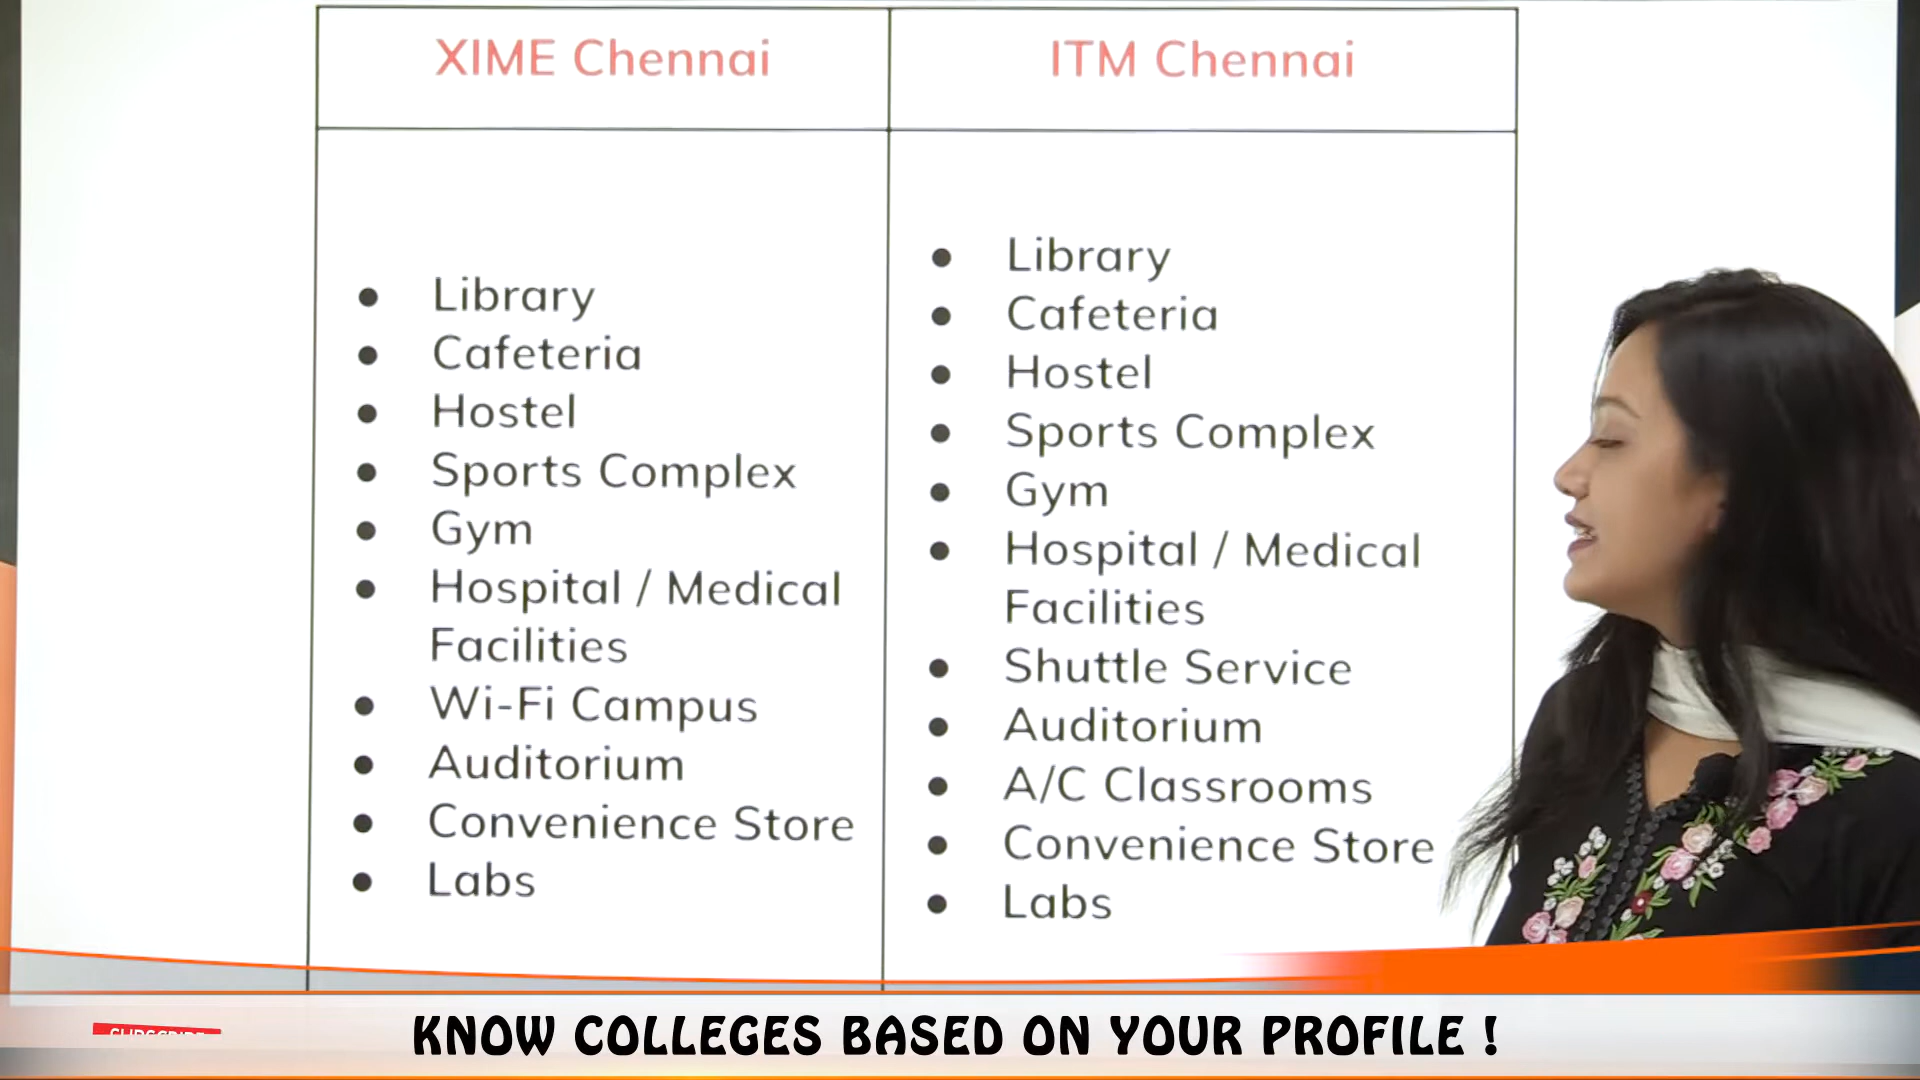 XIME Chennai
ITM Chennai
Library
Cafeteria
Hostel
Sports Complex
Gym
Hospital / Medical
Facilities
Wi-Fi Campus
Auditorium
Convenience Store
Labs
Library
Cafeteria
Hostel
Sports Complex
Gym
Hospital / Medical
Facilities
Shuttle Service
Auditorium
A/C Classrooms
Convenience Store
Labs
KNOW COLLEGES BASED ON YOUR PROFILE !